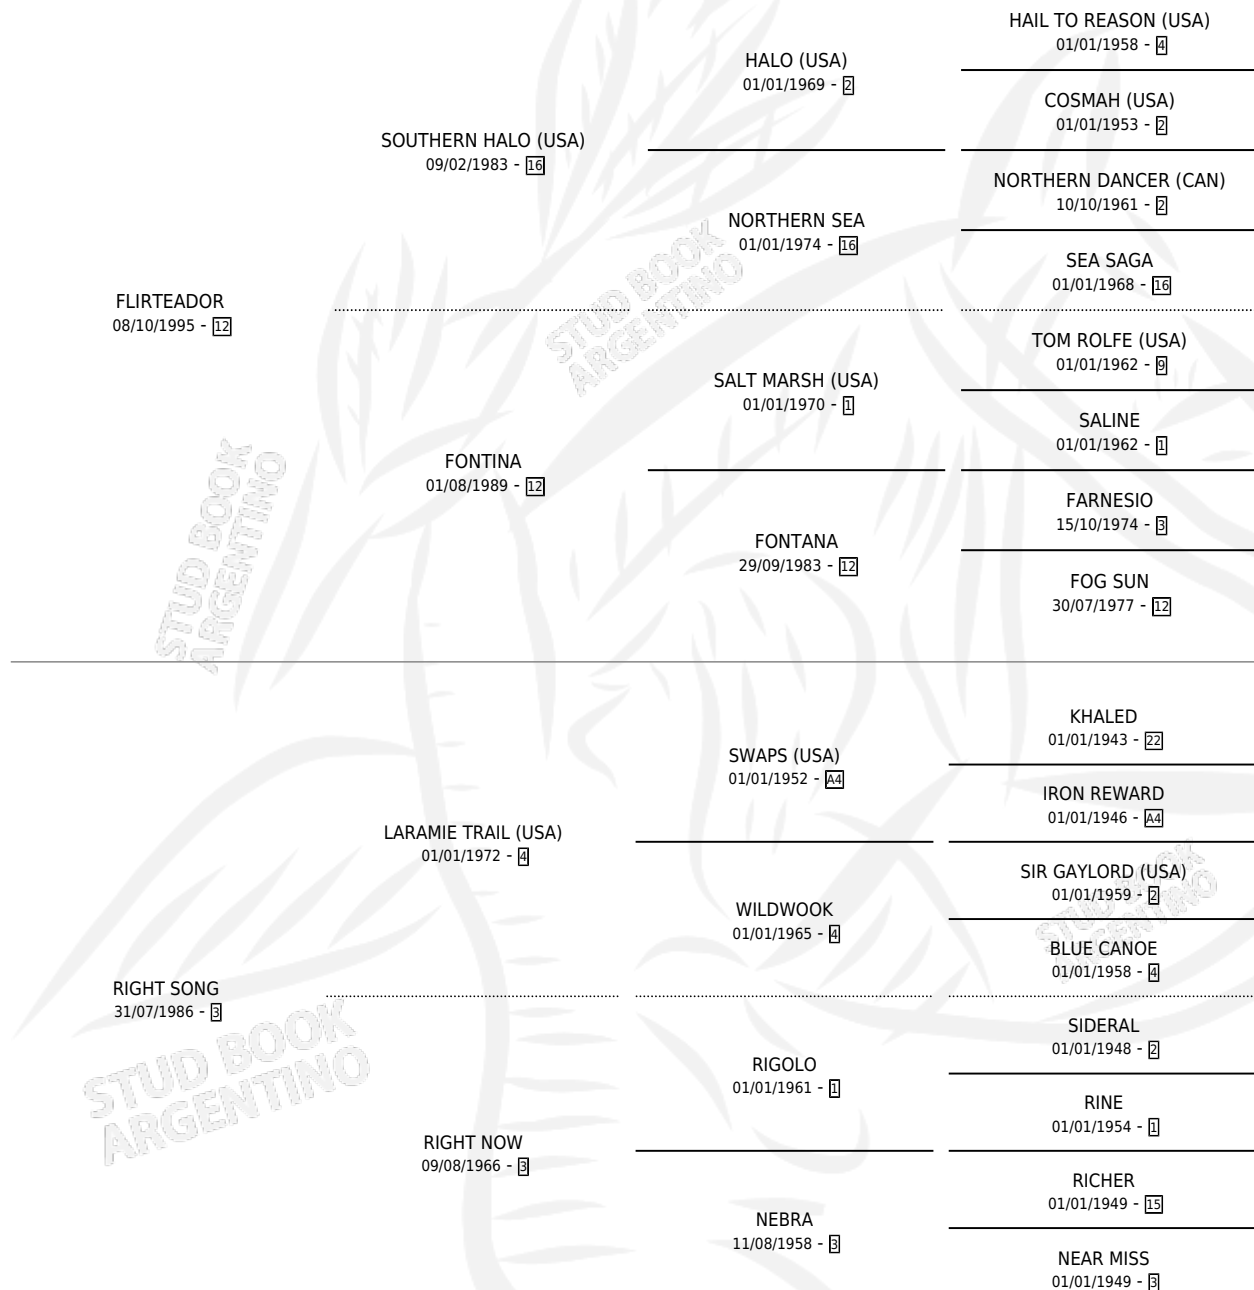 HAIL TO REASON (USA)
01/01/1958 - 4
HALO (USA)
01/01/1969 - 2
COSMAH (USA)
01/01/1953 - 2
SOUTHERN HALO (USA)
09/02/1983 - 16
NORTHERN DANCER (CAN)
10/10/1961 - 2
NORTHERN SEA
01/01/1974 - 16
SEA SAGA
01/01/1968 - 16
FLIRTEADOR
08/10/1995 - 12
STUD BOOK
ARGENTINO
TOM ROLFE (USA)
01/01/1962 - 9
SALT MARSH (USA)
01/01/1970 - 1
SALINE
01/01/1962 - 1
FONTINA
01/08/1989 - 12
FARNESIO
15/10/1974 - 3
FONTANA
29/09/1983 - 12
FOG SUN
30/07/1977 - 12
STUD BOOK
ARGENTINO
KHALED
01/01/1943 - 22
SWAPS (USA)
01/01/1952 - A4
IRON REWARD
01/01/1946 - A4
LARAMIE TRAIL (USA)
01/01/1972 - 4
SIR GAYLORD (USA)
01/01/1959 - 2
WILDWOOK
01/01/1965 - 4
STUD BOOK
ARGENTINO
BLUE CANOE
01/01/1958 - 4
RIGHT SONG
31/07/1986 - 3
SIDERAL
01/01/1948 - 2
RIGOLO
01/01/1961 - 1
STUD BOOK
ARGENTINO
RINE
01/01/1954 - 1
RIGHT NOW
09/08/1966 - 3
RICHER
01/01/1949 - 15
NEBRA
11/08/1958 - 3
NEAR MISS
01/01/1949 - 3